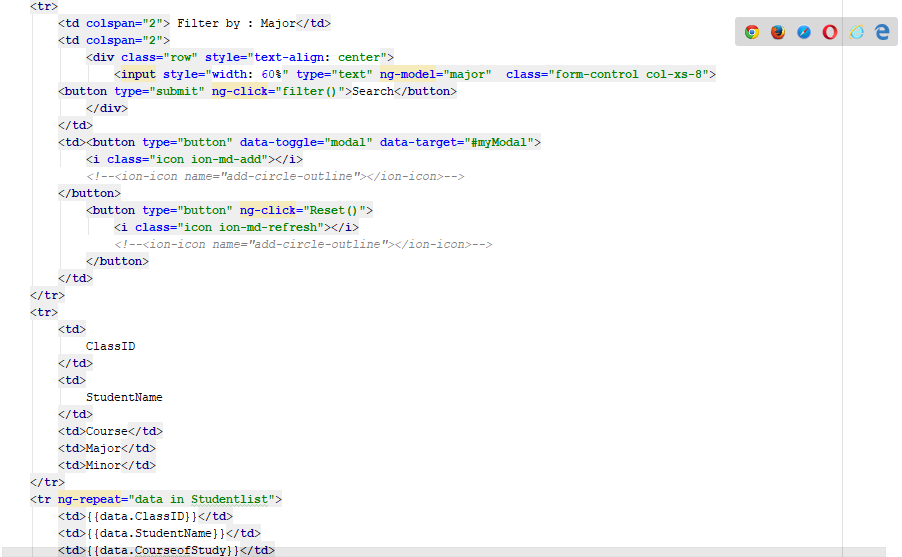 <tr>
<td colspan="2"> Filter by : Major</td>
<td colspan="2">
<div class="row" style="text-align: center">
<input style="width: 60%" type="text" ng-model="major"  class="form-control col-xs-8">
<button type="submit" ng-click="filter()">Search</button>
</div>
</td>
<td><button type="button" data-toggle="modal" data-target="#myModal">
<i class="icon ion-md-add"></i>
<!--<ion-icon name="add-circle-outline"></ion-icon>-->
</button>
<button type="button" ng-click="Reset()">
<i class="icon ion-md-refresh"></i>
<!--<ion-icon name="add-circle-outline"></ion-icon>-->
</button>
</td>
</tr>
<tr>
<td>
ClassID
</td>
<td>
StudentName
</td>
<td>Course</td>
<td>Major</td>
<td>Minor</td>
</tr>
<tr ng-repeat="data in Studentlist">
<td>{{data.ClassID}}</td>
<td>{{data.StudentName}}</td>
<td>{{data.CourseofStudy}}</td>